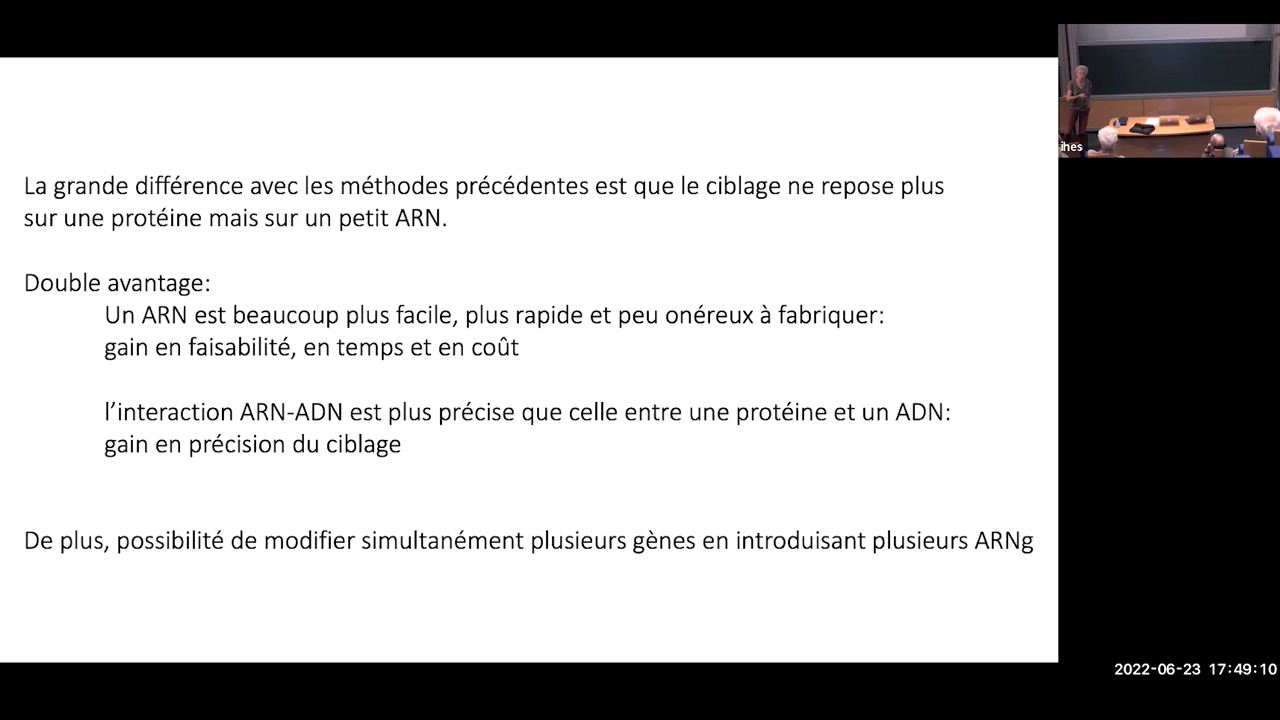 La grande différence avec les méthodes précédentes est que le ciblage ne repose plus
sur une protéine mais sur un petit ARN.
Double avantage:
Un ARN est beaucoup plus facile, plus rapide et peu onéreux à fabriquer:
gain en faisabilité, en temps et en coût
l’interaction ARN-ADN est plus précise que celle entre une protéine et un ADN:
gain en précision du ciblage
De plus, possibilité de modifier simultanément plusieurs gènes en introduisant plusieurs ARNg
ihes
2022-06-23 17:49:10